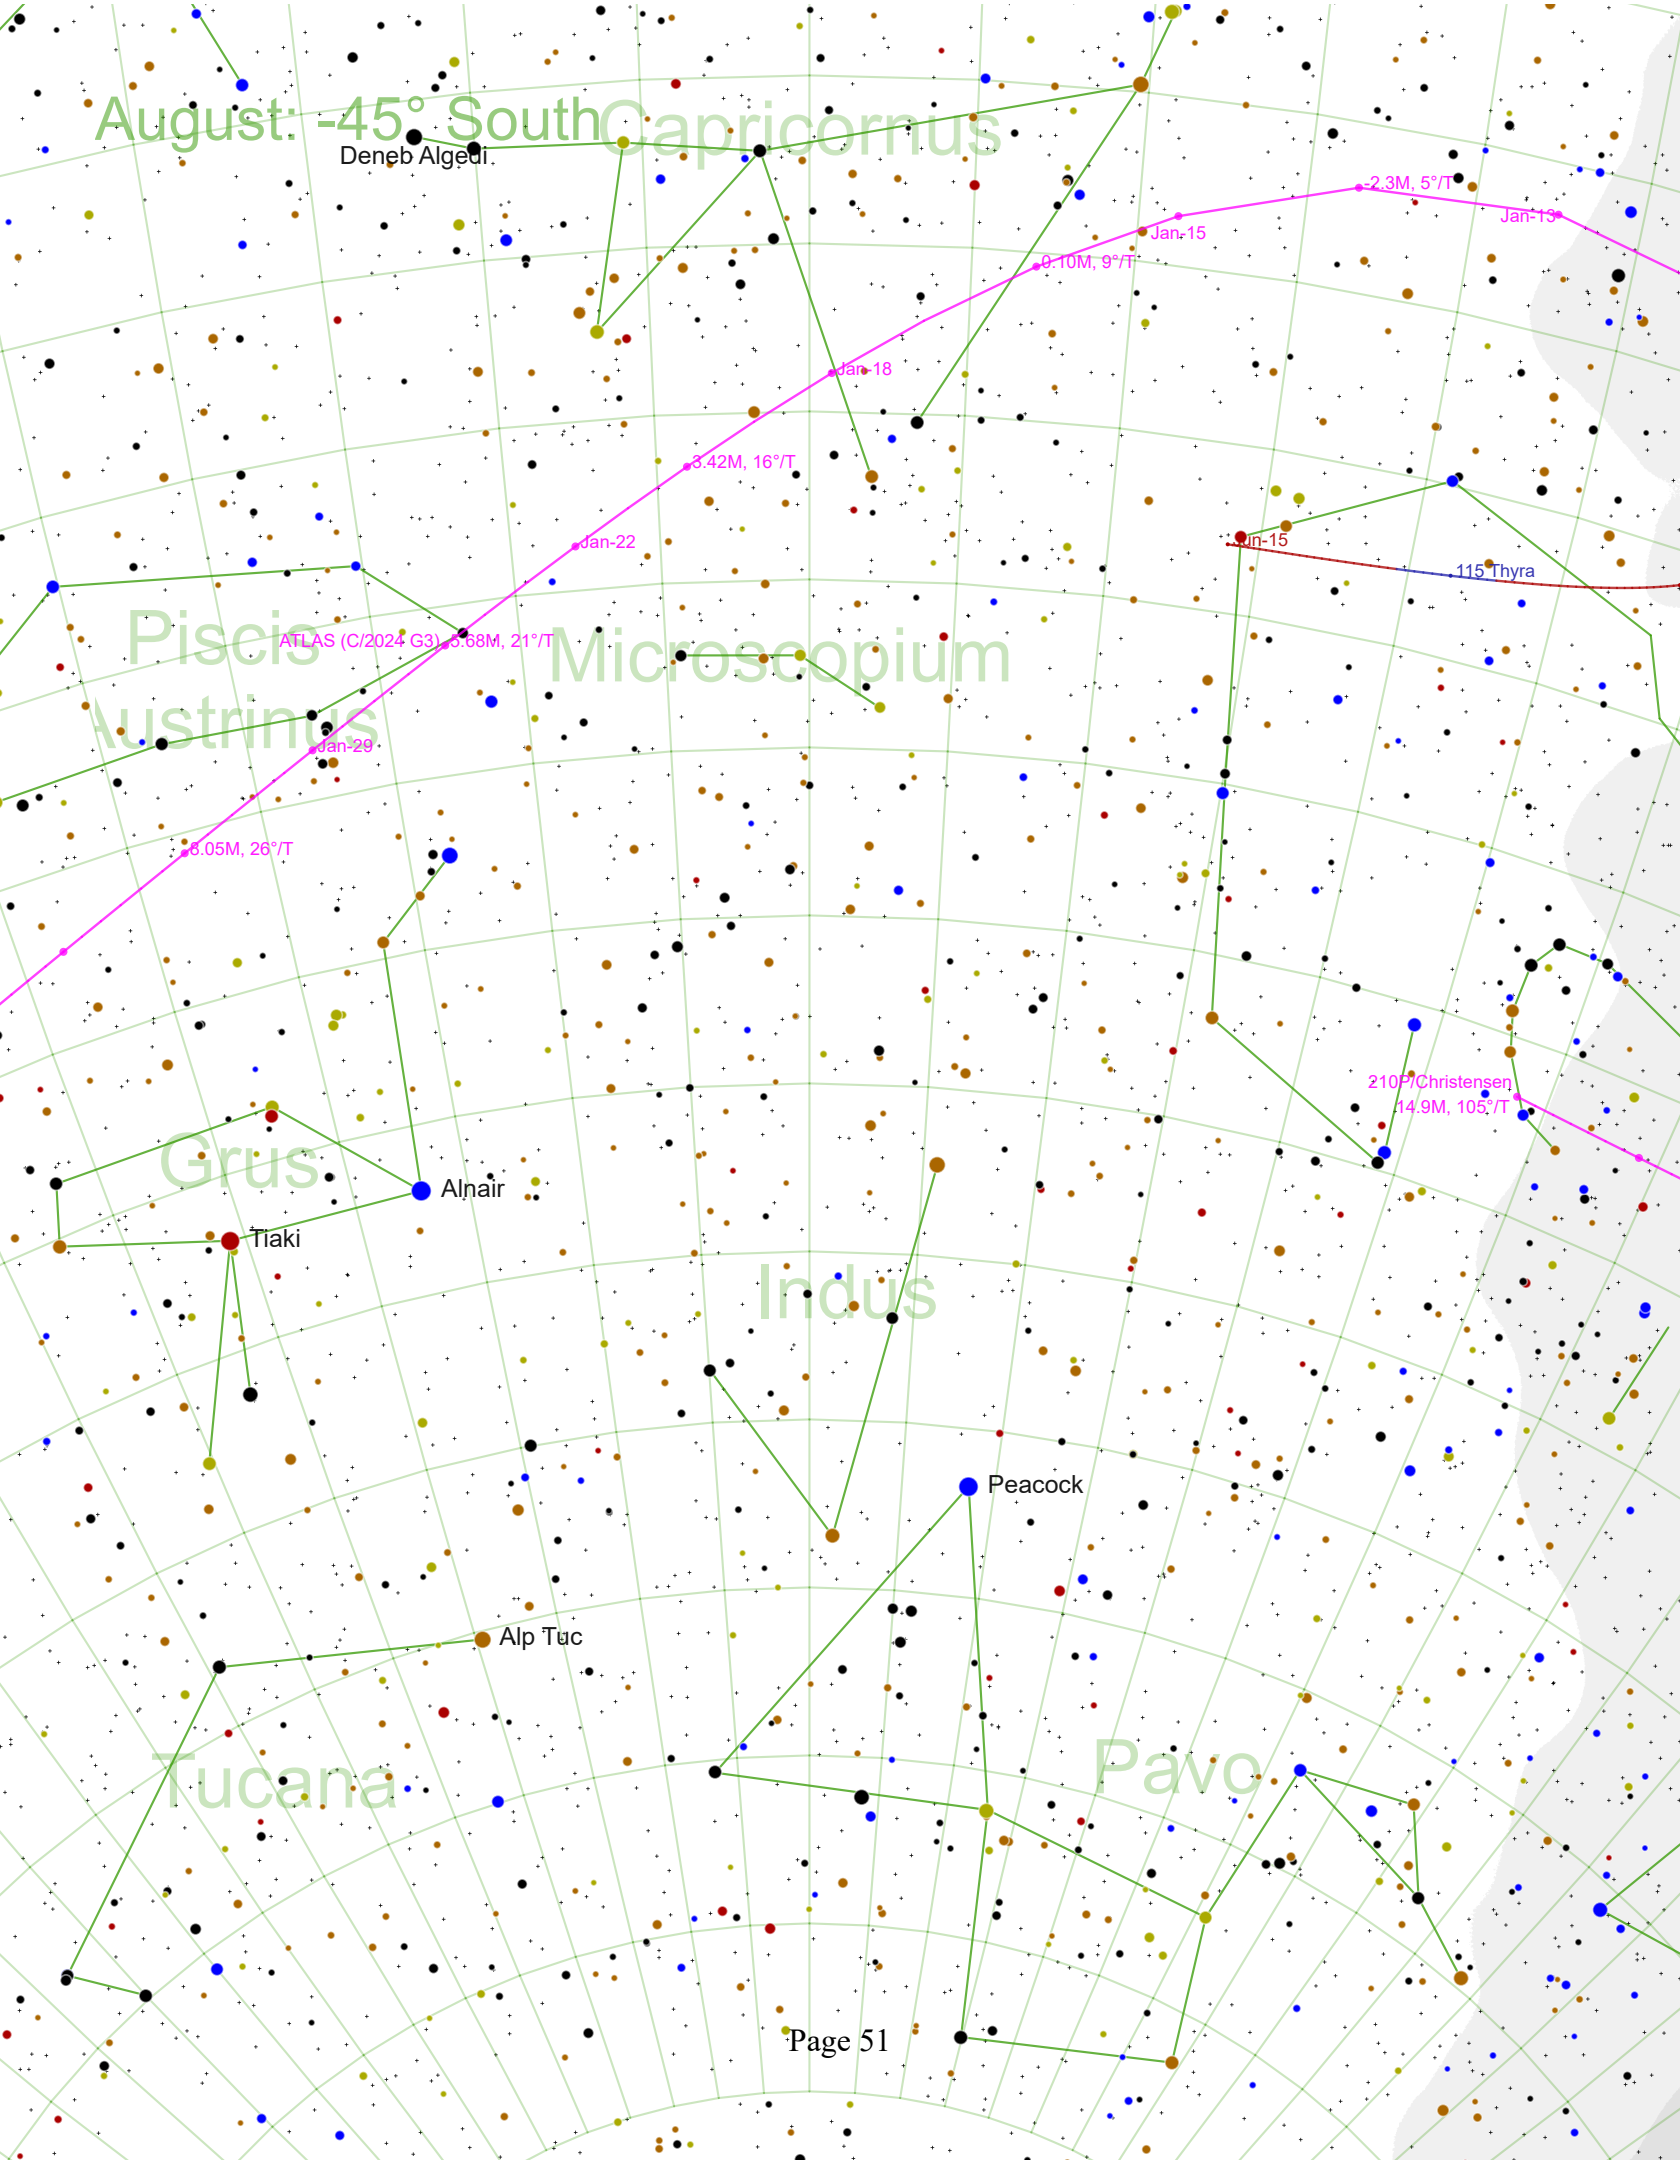 August: -45° South
Capricornus
Deneb Algedi
-2.3M, 5°/T
Jan-13
Jan-15
0.10M, 9°/T
Jan-18
3.42M, 16°/T
Jan-22
Jun-15
115 Thyra
Piscis
Austrinus
ATLAS (C/2024 G3), 5.68M, 21°/T
Microscopium
Jan-29
8.05M, 26°/T
210P/Christensen
14.9M, 105°/T
Grus
Alnair
Tiaki
Indus
Peacock
Alp Tuc
Tucana
Pavo
Page 51